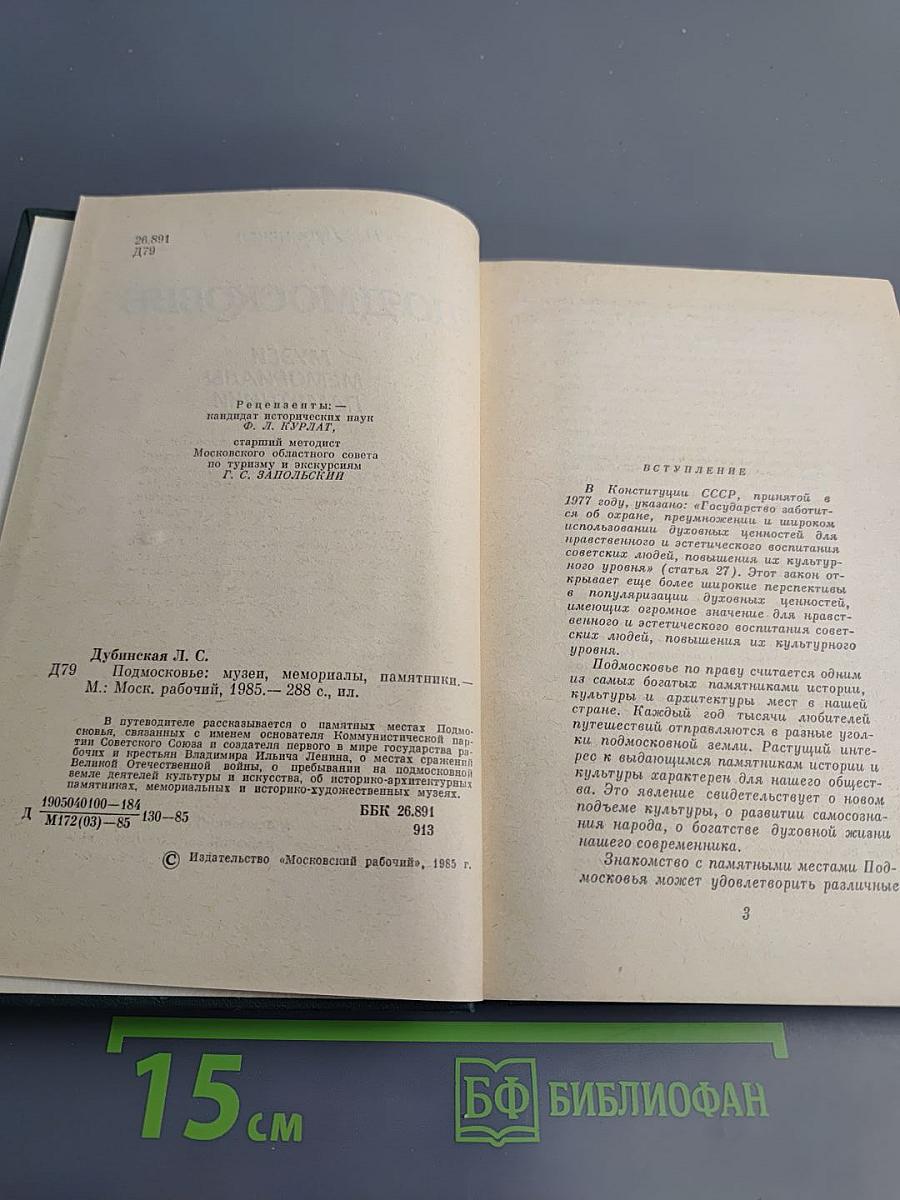 26.891
Д79
Рецензенты: —
кандидат исторических наук
Ф. Л. КУРЛАТ,
старший методист
Московского областного совета
по туризму и экскурсиям
Г. С. ЗАПОЛЬСКИЙ
Дубинская Л. С.
Д79 Подмосковье: музеи, мемориалы, памятники.—
М.: Моск. рабочий, 1985.— 288 с., ил.
В путеводителе рассказывается о памятных местах Подмо-
сковья, связанных с именем основателя Коммунистической пар-
тии Советского Союза и создателя первого в мире государства ра-
бочих и крестьян Владимира Ильича Ленина, о местах сражений
Великой Отечественной войны, о пребывании на подмосковной
земле деятелей культуры и искусства, об историко-архитектурных
памятниках, мемориальных и историко-художественных музеях.
Д 1905040100—184
М172(03)—85 130—85
ББК 26.891
913
© Издательство «Московский рабочий», 1985 г.
ВСТУПЛЕНИЕ
В Конституции СССР, принятой в
1977 году, указано: «Государство заботит-
ся об охране, преумножении и широком
использовании духовных ценностей для
нравственного и эстетического воспитания
советских людей, повышения их культур-
ного уровня» (статья 27). Этот закон от-
крывает еще более широкие перспективы
в популяризации духовных ценностей,
имеющих огромное значение для нравст-
венного и эстетического воспитания совет-
ских людей, повышения их культурного
уровня.
Подмосковье по праву считается одним
из самых богатых памятниками истории,
культуры и архитектуры мест в нашей
стране. Каждый год тысячи любителей
путешествий отправляются в разные угол-
ки подмосковной земли. Растущий инте-
рес к выдающимся памятникам истории и
культуры характерен для нашего общест-
ва. Это явление свидетельствует о новом
подъеме культуры, о развитии самосозна-
ния народа, о богатстве духовной жизни
нашего современника.
Знакомство с памятными местами Под-
московья может удовлетворить различные
3
15 см
БФ БИБЛИОФАН